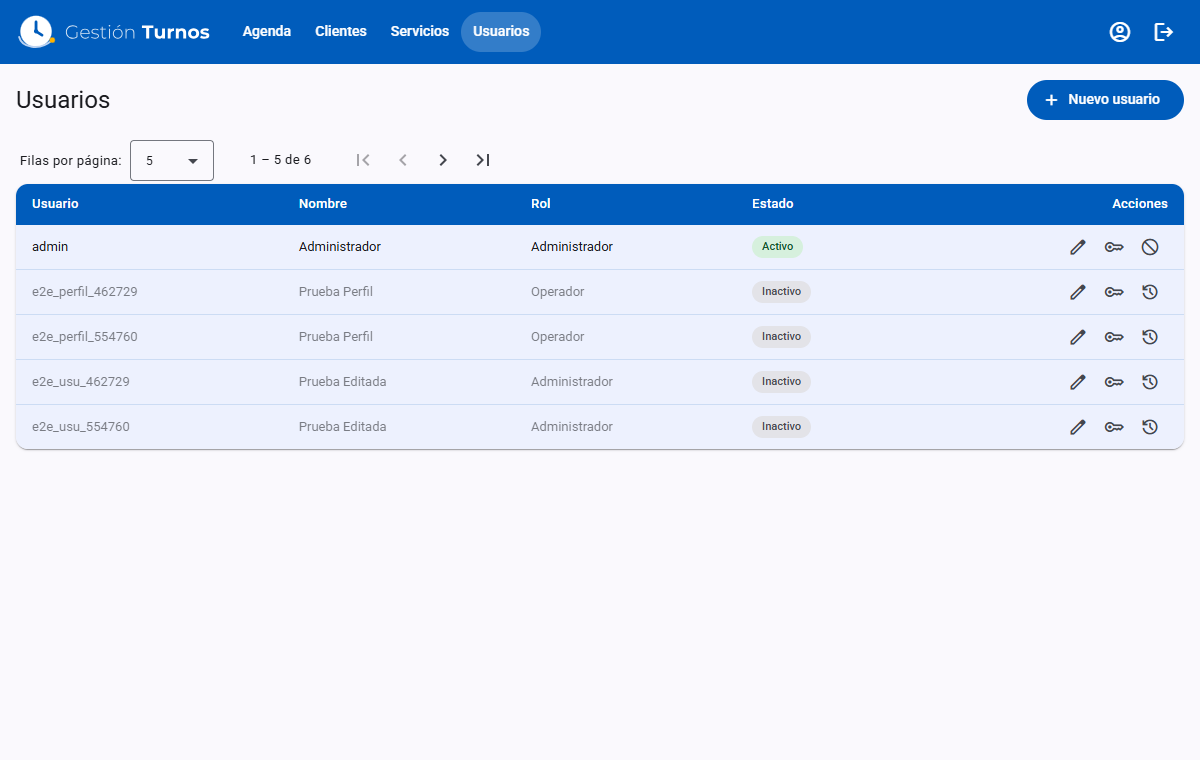 Gestión Turnos Agenda Clientes Servicios Usuarios
Usuarios
+ Nuevo usuario
Filas por página: 5 1 – 5 de 6
Usuario Nombre Rol Estado Acciones
admin Administrador Administrador Activo
e2e_perfil_462729 Prueba Perfil Operador Inactivo
e2e_perfil_554760 Prueba Perfil Operador Inactivo
e2e_usu_462729 Prueba Editada Administrador Inactivo
e2e_usu_554760 Prueba Editada Administrador Inactivo